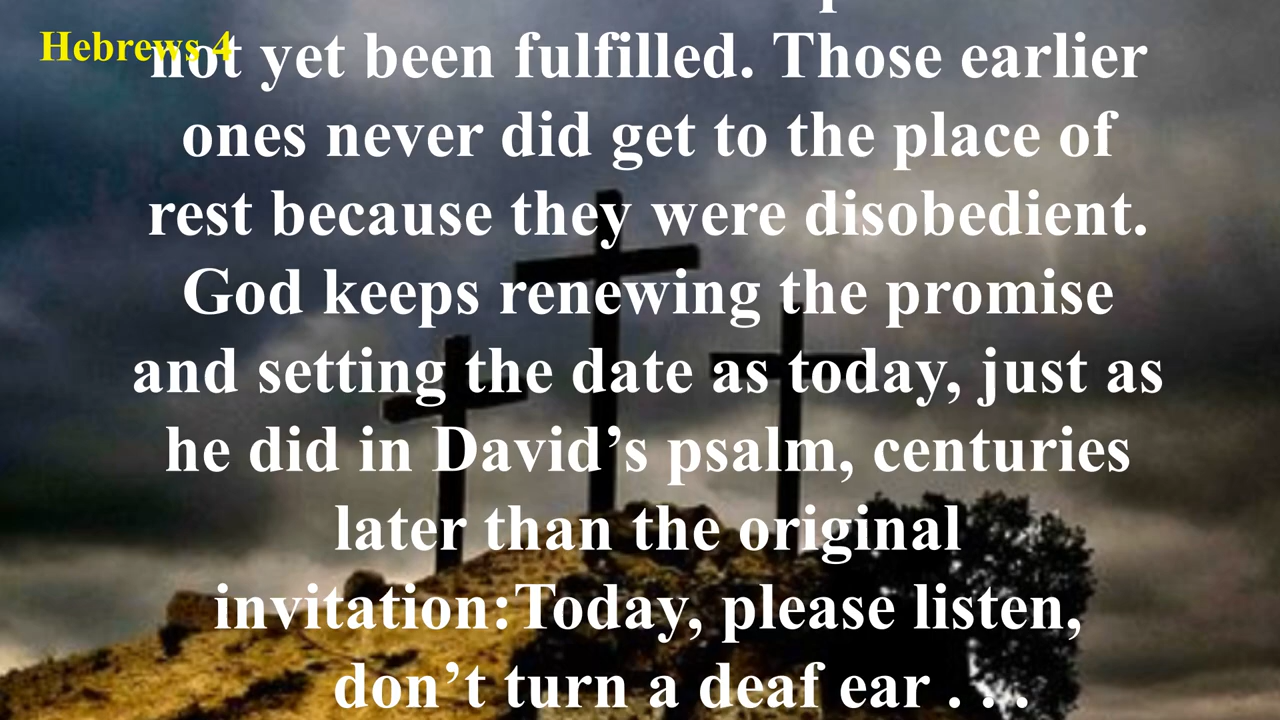 Hebrews 4
not yet been fulfilled. Those earlier
ones never did get to the place of
rest because they were disobedient.
God keeps renewing the promise
and setting the date as today, just as
he did in David’s psalm, centuries
later than the original
invitation:Today, please listen,
don’t turn a deaf ear . . .